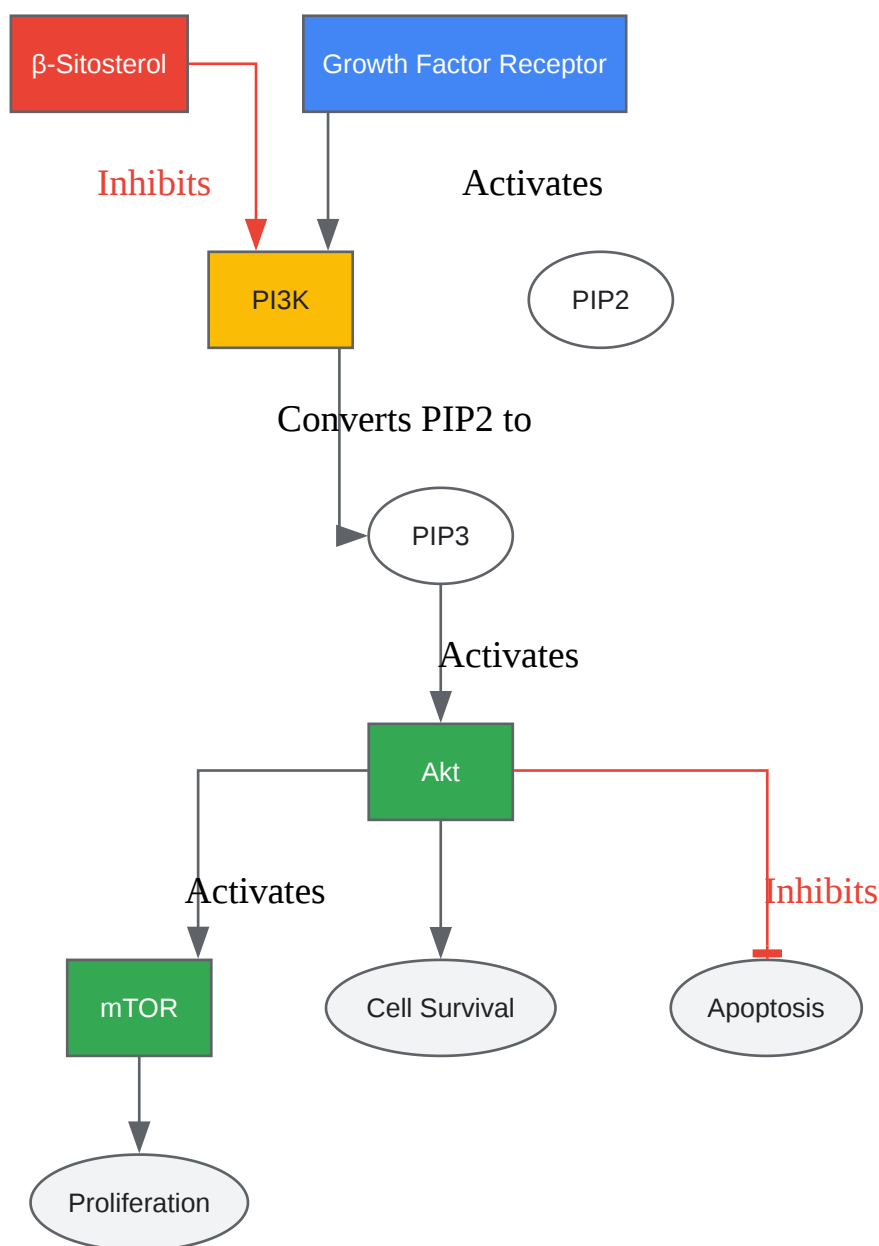 β-Sitosterol
Growth Factor Receptor
Inhibits
Activates
PI3K
PIP2
Converts PIP2 to
PIP3
Activates
Akt
Activates
Inhibits
mTOR
Cell Survival
Apoptosis
Proliferation